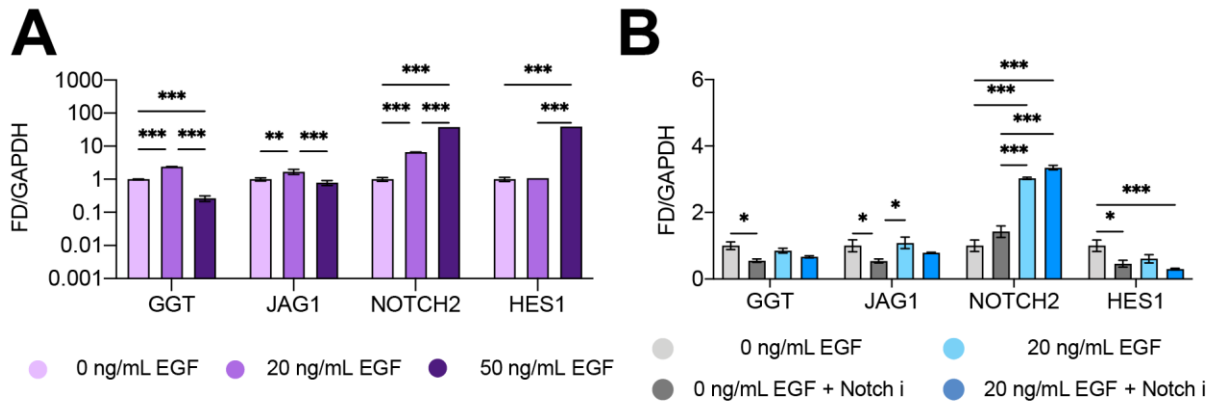 A
FD/GAPDH
1000
100
10
1
0.1
0.01
0.001
***
***
***
**
***
***
***
***
***
***
GGT
JAG1
NOTCH2
HES1
0 ng/mL EGF
20 ng/mL EGF
50 ng/mL EGF
B
FD/GAPDH
6
4
2
0
*
*
*
***
***
***
***
***
*
GGT
JAG1
NOTCH2
HES1
0 ng/mL EGF
20 ng/mL EGF
0 ng/mL EGF + Notch i
20 ng/mL EGF + Notch i